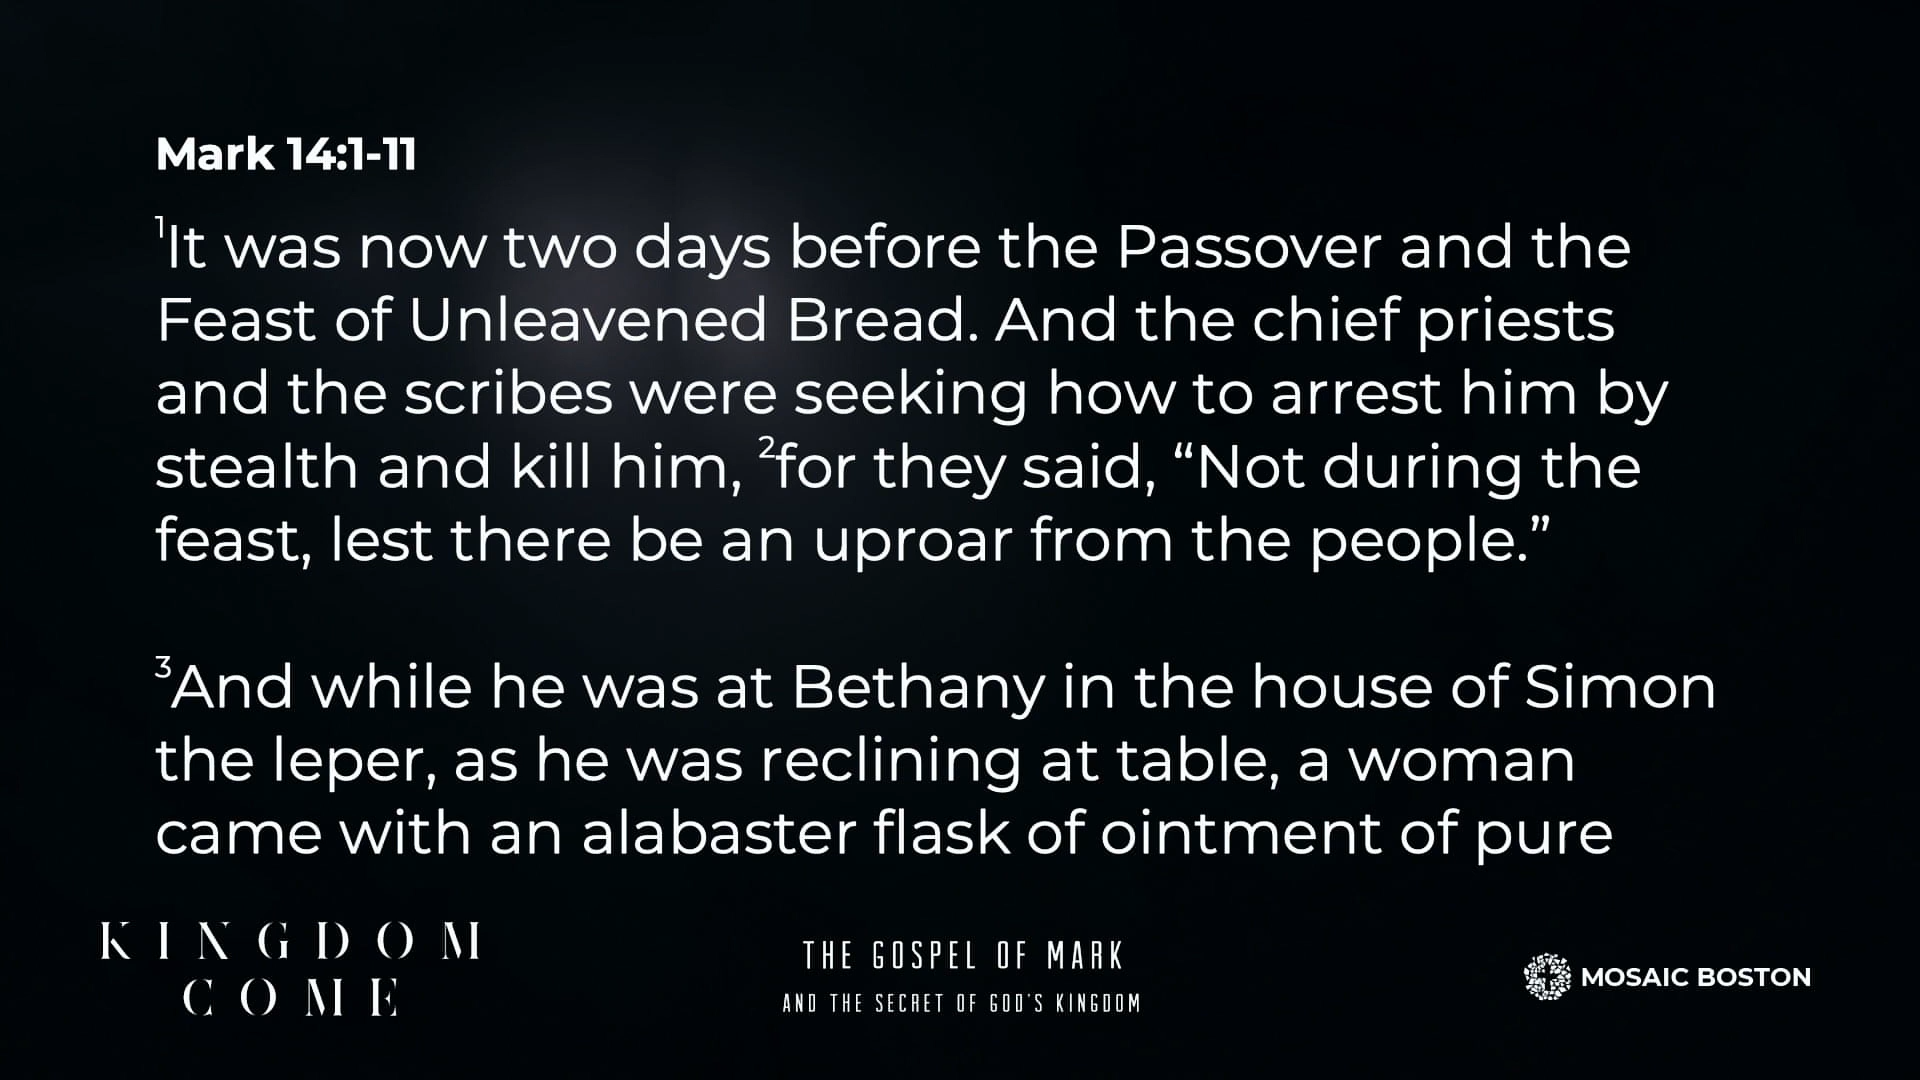 Mark 14:1-11
¹It was now two days before the Passover and the
Feast of Unleavened Bread. And the chief priests
and the scribes were seeking how to arrest him by
stealth and kill him, ²for they said, “Not during the
feast, lest there be an uproar from the people.”
³And while he was at Bethany in the house of Simon
the leper, as he was reclining at table, a woman
came with an alabaster flask of ointment of pure
KINGDOM
COME
THE GOSPEL OF MARK
AND THE SECRET OF GOD'S KINGDOM
MOSAIC BOSTON